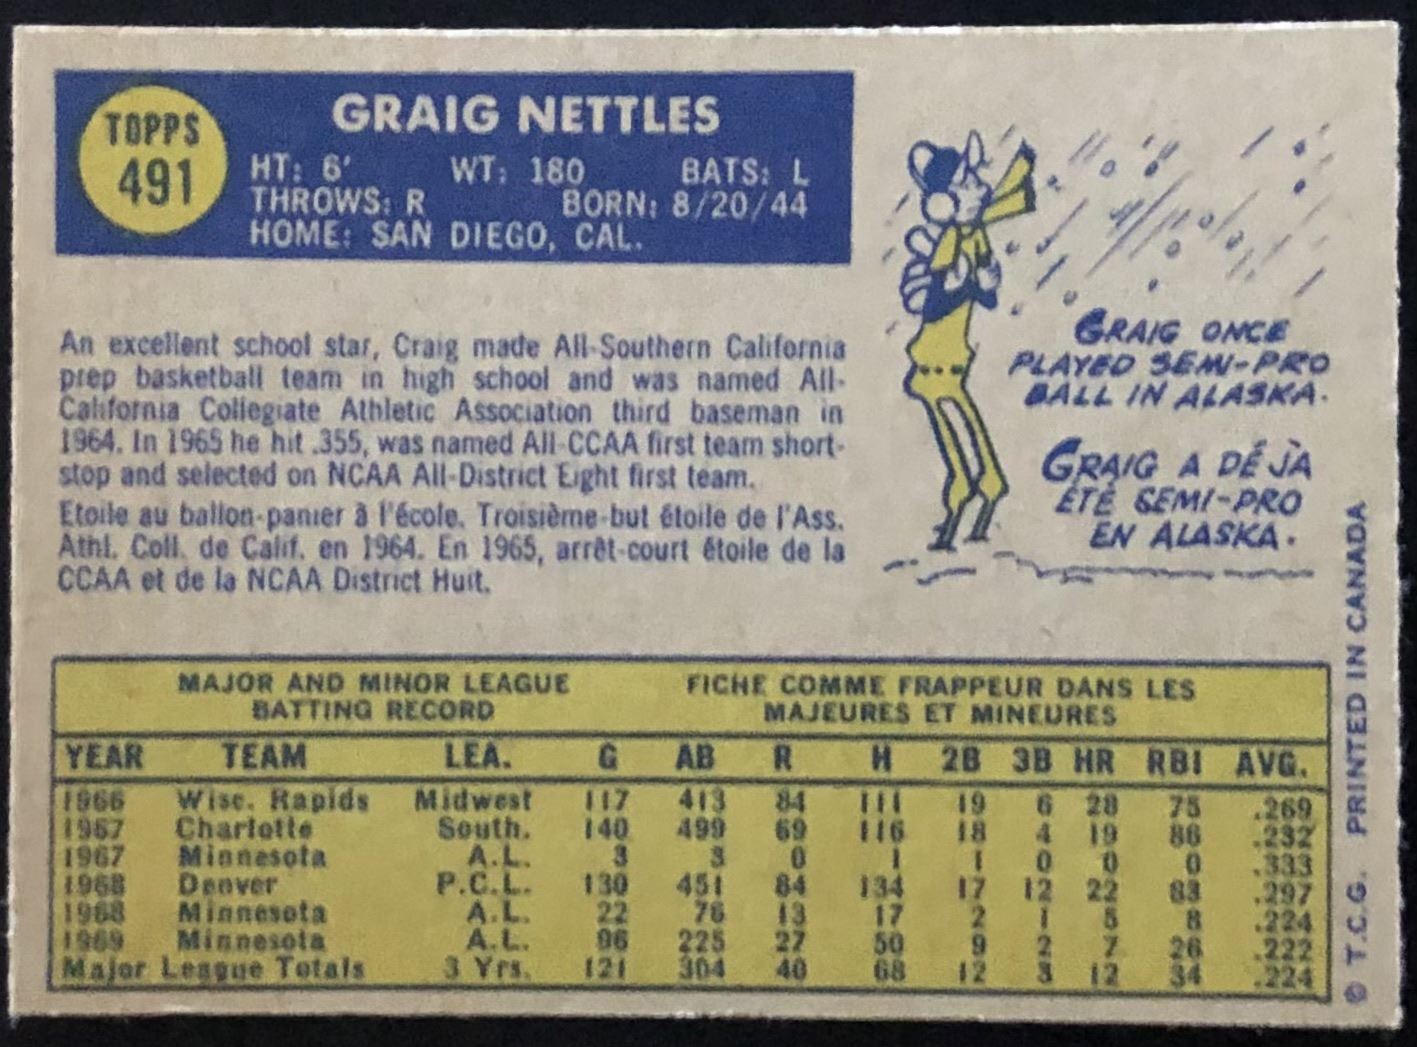 TOPPS
491
GRAIG NETTLES
HT: 6' WT: 180 BATS: L
THROWS: R BORN: 8/20/44
HOME: SAN DIEGO, CAL.
An excellent school star, Craig made All-Southern California
prep basketball team in high school and was named All-
California Collegiate Athletic Association third baseman in
1964. In 1965 he hit .355, was named All-CCAA first team short-
stop and selected on NCAA All-District Eight first team.
Etoile au ballon-panier à l'école. Troisième-but étoile de l'Ass.
Athl. Coll. de Calif. en 1964. En 1965, arrêt-court étoile de la
CCAA et de la NCAA District Huit.
GRAIG ONCE
PLAYED SEMI-PRO
BALL IN ALASKA.
GRAIG A DÉJÀ
ÉTÉ SEMI-PRO
EN ALASKA.
MAJOR AND MINOR LEAGUE
BATTING RECORD
FICHE COMME FRAPPEUR DANS LES
MAJEURES ET MINEURES
YEAR TEAM LEA. G AB R H 2B 3B HR RBI AVG.
1966 Wisc. Rapids Midwest 117 413 84 111 19 6 28 75 .269
1967 Charlotte South. 140 499 69 116 18 4 19 86 .232
1967 Minnesota A.L. 3 3 0 1 1 0 0 0 .333
1968 Denver P.C.L. 130 451 84 134 17 12 22 83 .297
1968 Minnesota A.L. 22 76 13 17 2 1 5 8 .224
1969 Minnesota A.L. 96 225 27 50 9 2 7 26 .222
Major League Totals 3 Yrs. 121 304 40 68 12 3 12 34 .224
© T.C.G. PRINTED IN CANADA